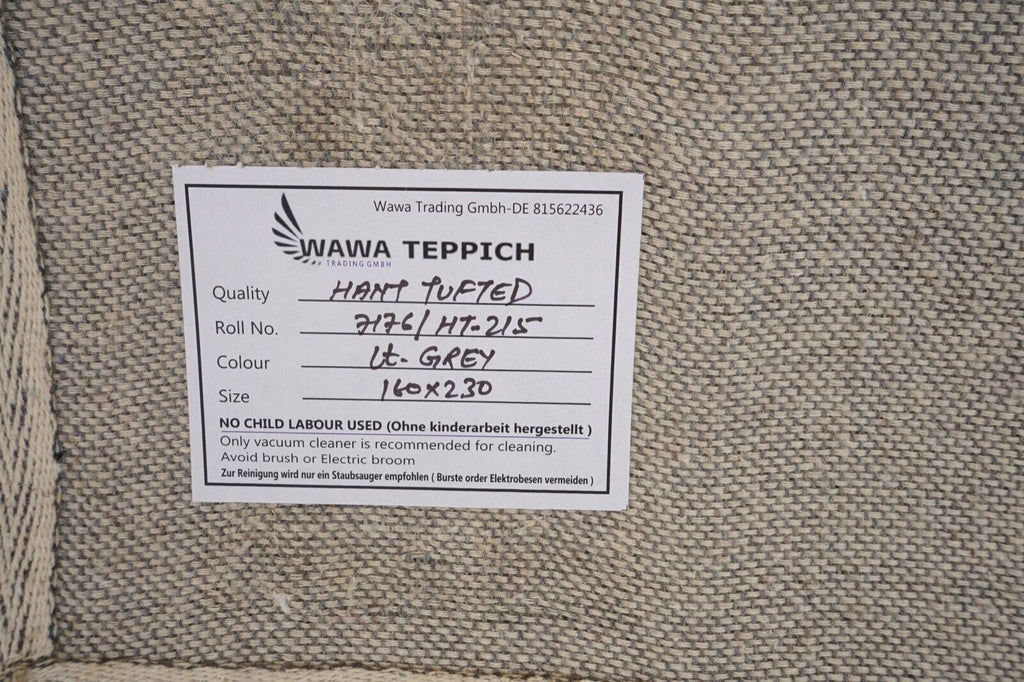 Wawa Trading Gmbh-DE 815622436
WAWA TEPPICH
TRADING GMBH
Quality HANT TUFTED
Roll No. 7176/HT-215
Colour Lt- GREY
Size 160x230
NO CHILD LABOUR USED (Ohne kinderarbeit hergestellt )
Only vacuum cleaner is recommended for cleaning.
Avoid brush or Electric broom
Zur Reinigung wird nur ein Staubsauger empfohlen ( Burste order Elektrobesen vermeiden )